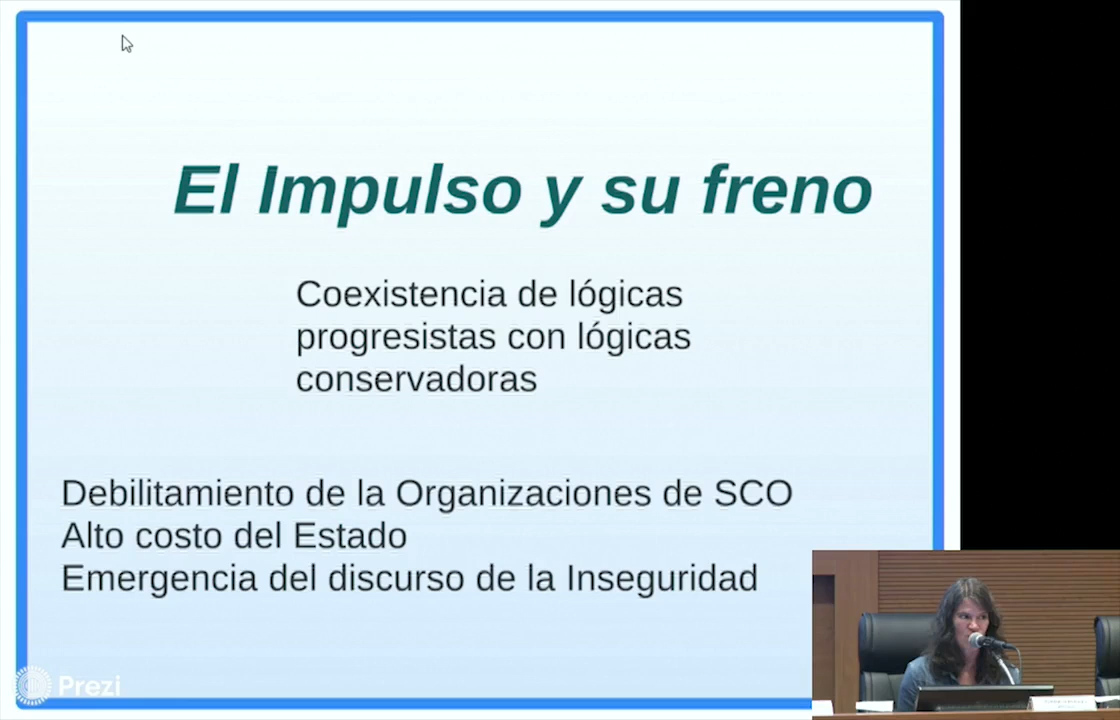 El Impulso y su freno
Coexistencia de lógicas
progresistas con lógicas
conservadoras
Debilitamiento de la Organizaciones de SCO
Alto costo del Estado
Emergencia del discurso de la Inseguridad
Prezi